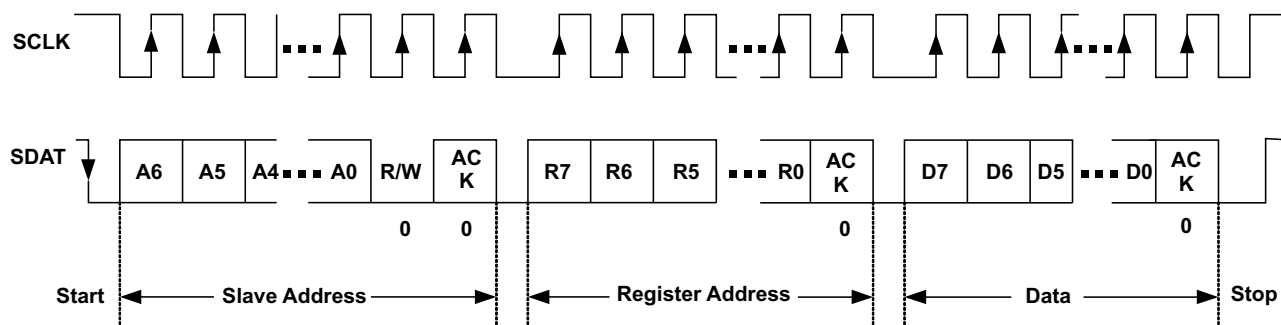 SCLK
SDAT
A6 A5 A4 A0 R/W AC K R7 R6 R5 R0 AC K D7 D6 D5 D0 AC K
0 0 0 0
Start Slave Address Register Address Data Stop